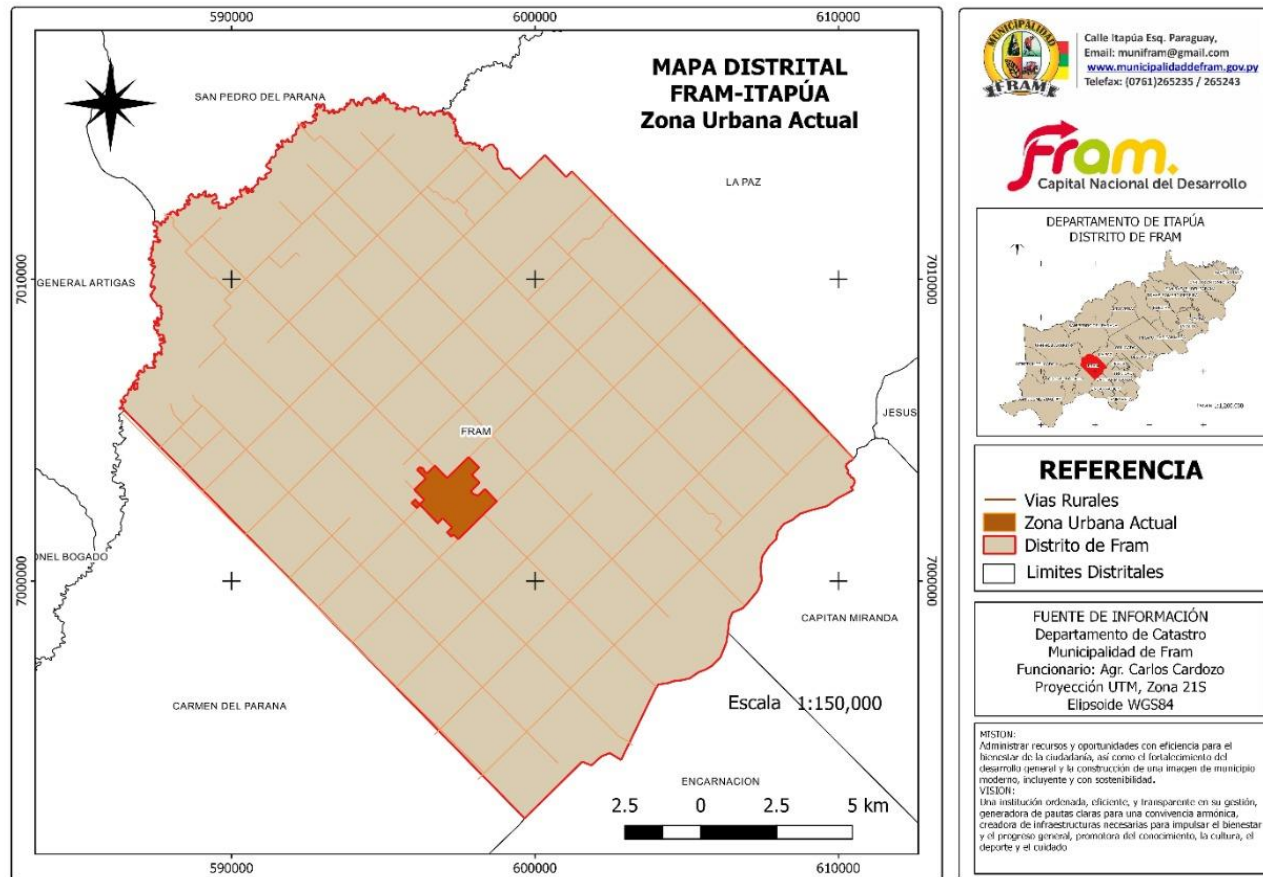 590000
600000
610000
MAPA DISTRITAL
FRAM-ITAPÚA
Zona Urbana Actual
SAN PEDRO DEL PARANA
LA PAZ
7010000
GENERAL ARTIGAS
7010000
JESUS
FRAM
ONEL BOGADO
7000000
7000000
CAPITAN MIRANDA
CARMEN DEL PARANA
Escala 1:150,000
ENCARNACION
2.5 0 2.5 5 km
590000
600000
610000
MUNICIPALIDAD
FRAM
Calle Itapúa Esq. Paraguay,
Email: munifram@gmail.com
www.municipalidaddefram.gov.py
Telefax: (0761)265235 / 265243
Fram.
Capital Nacional del Desarrollo
DEPARTAMENTO DE ITAPÚA
DISTRITO DE FRAM
REFERENCIA
Vias Rurales
Zona Urbana Actual
Distrito de Fram
Limites Distritales
FUENTE DE INFORMACIÓN
Departamento de Catastro
Municipalidad de Fram
Funcionario: Agr. Carlos Cardozo
Proyección UTM, Zona 21S
Elipsoide WGS84
MISION:
Administrar recursos y oportunidades con eficiencia para el
bienestar de la ciudadanía, así como el fortalecimiento del
desarrollo general y la construcción de una imagen de municipio
moderno, incluyente y con sostenibilidad.
VISION:
Una institución ordenada, eficiente, y transparente en su gestión,
generadora de pautas claras para una convivencia armónica,
creadora de infraestructuras necesarias para impulsar el bienestar
y el progreso general, promotora del conocimiento, la cultura, el
deporte y el cuidado